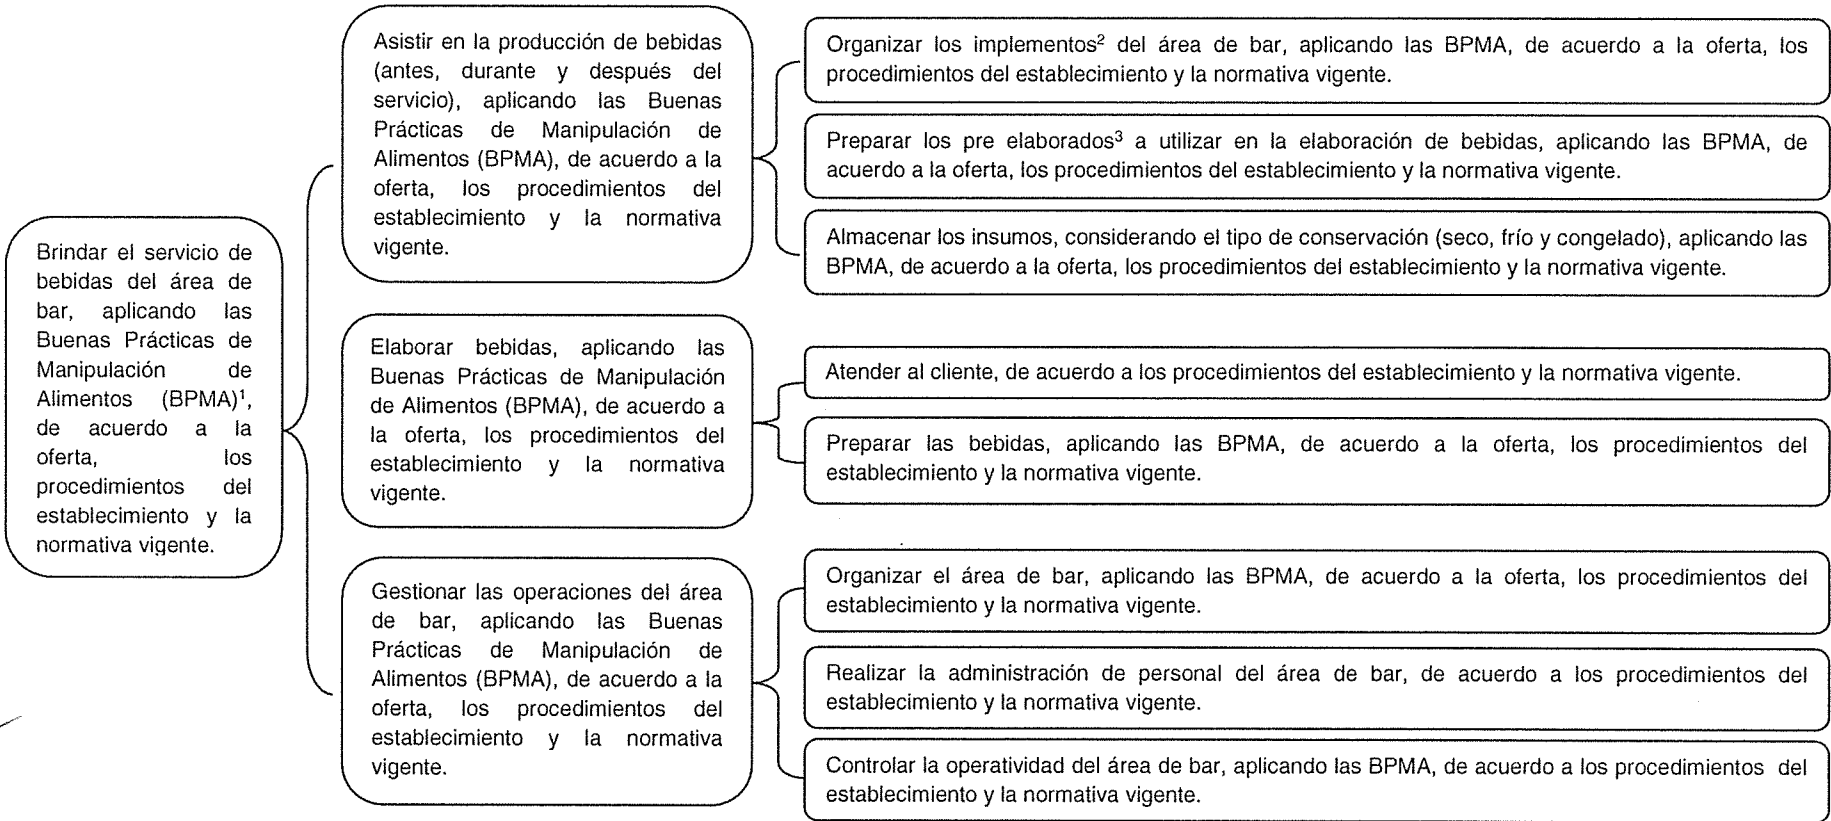 Brindar el servicio de
bebidas del área de
bar, aplicando las
Buenas Prácticas de
Manipulación de
Alimentos (BPMA)¹,
de acuerdo a la
oferta, los
procedimientos del
establecimiento y la
normativa vigente.
Asistir en la producción de bebidas
(antes, durante y después del
servicio), aplicando las Buenas
Prácticas de Manipulación de
Alimentos (BPMA), de acuerdo a la
oferta, los procedimientos del
establecimiento y la normativa
vigente.
Organizar los implementos² del área de bar, aplicando las BPMA, de acuerdo a la oferta, los
procedimientos del establecimiento y la normativa vigente.
Preparar los pre elaborados³ a utilizar en la elaboración de bebidas, aplicando las BPMA, de
acuerdo a la oferta, los procedimientos del establecimiento y la normativa vigente.
Almacenar los insumos, considerando el tipo de conservación (seco, frío y congelado), aplicando las
BPMA, de acuerdo a la oferta, los procedimientos del establecimiento y la normativa vigente.
Elaborar bebidas, aplicando las
Buenas Prácticas de Manipulación
de Alimentos (BPMA), de acuerdo a
la oferta, los procedimientos del
establecimiento y la normativa
vigente.
Atender al cliente, de acuerdo a los procedimientos del establecimiento y la normativa vigente.
Preparar las bebidas, aplicando las BPMA, de acuerdo a la oferta, los procedimientos del
establecimiento y la normativa vigente.
Gestionar las operaciones del área
de bar, aplicando las Buenas
Prácticas de Manipulación de
Alimentos (BPMA), de acuerdo a la
oferta, los procedimientos del
establecimiento y la normativa
vigente.
Organizar el área de bar, aplicando las BPMA, de acuerdo a la oferta, los procedimientos del
establecimiento y la normativa vigente.
Realizar la administración de personal del área de bar, de acuerdo a los procedimientos del
establecimiento y la normativa vigente.
Controlar la operatividad del área de bar, aplicando las BPMA, de acuerdo a los procedimientos del
establecimiento y la normativa vigente.